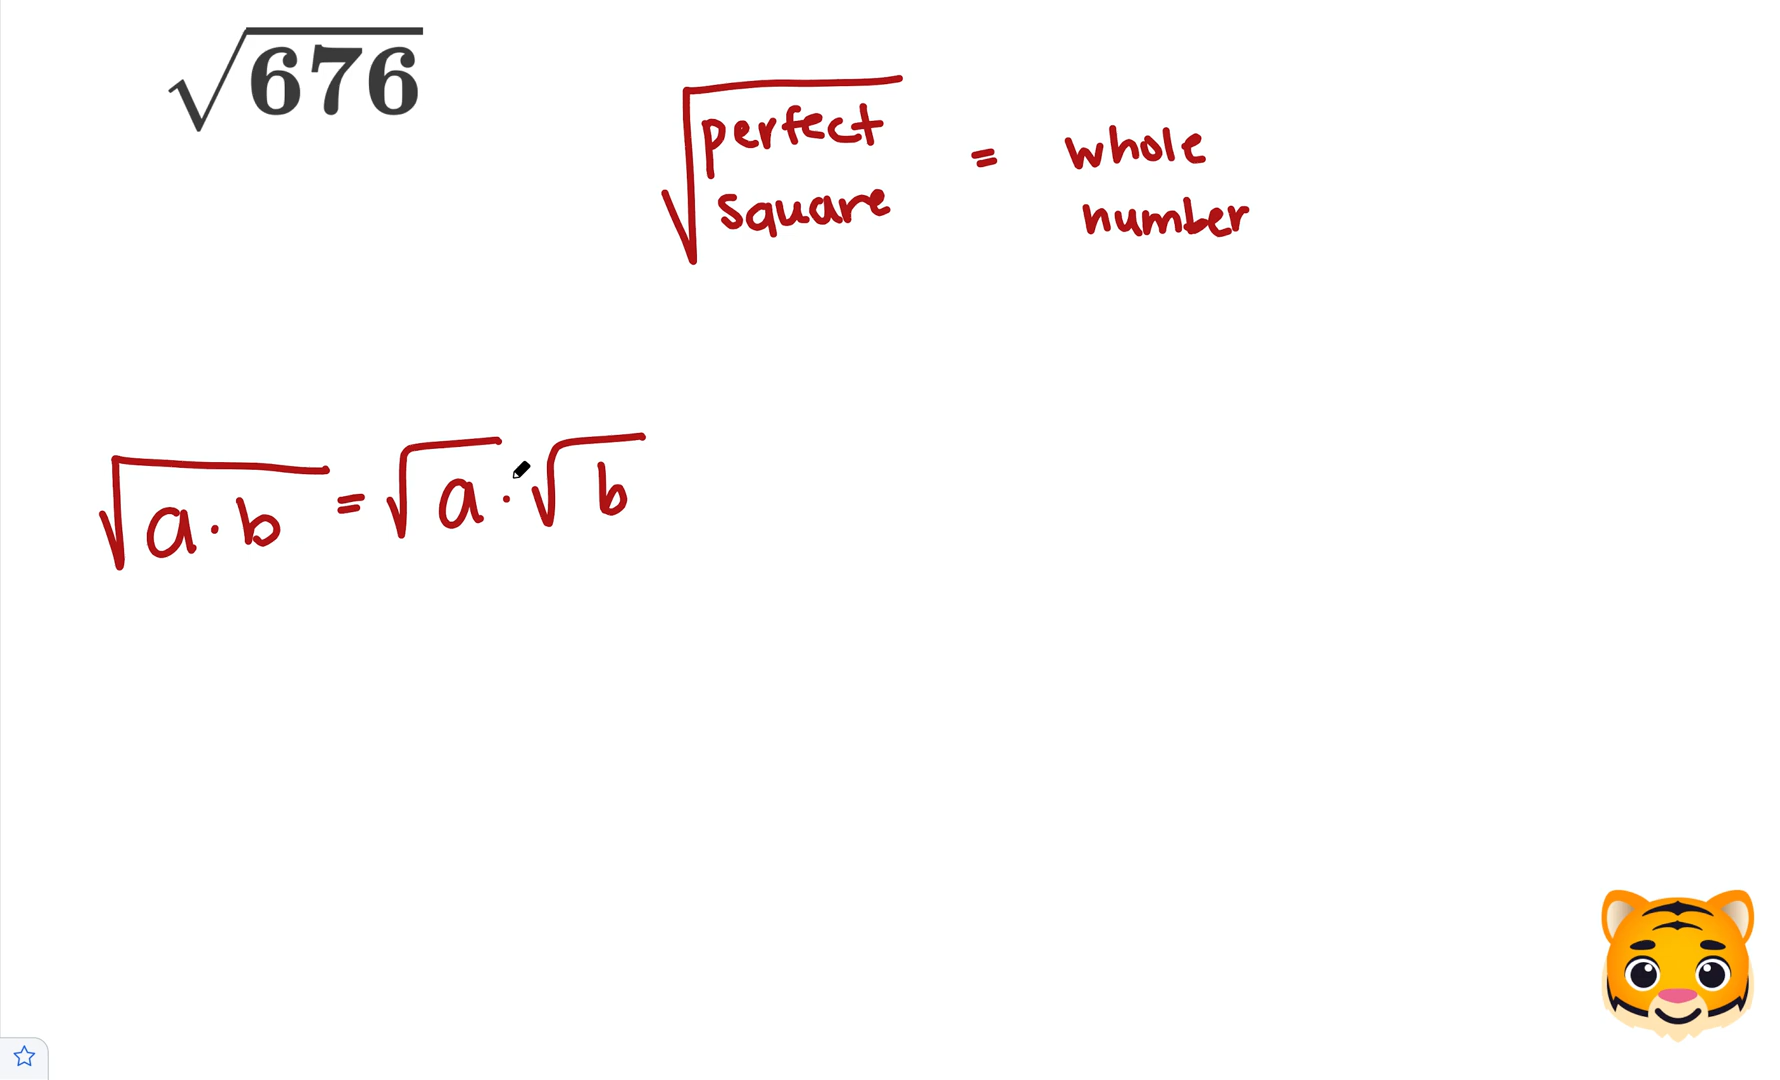 √676
√perfect square = whole number
√a·b = √a·√b